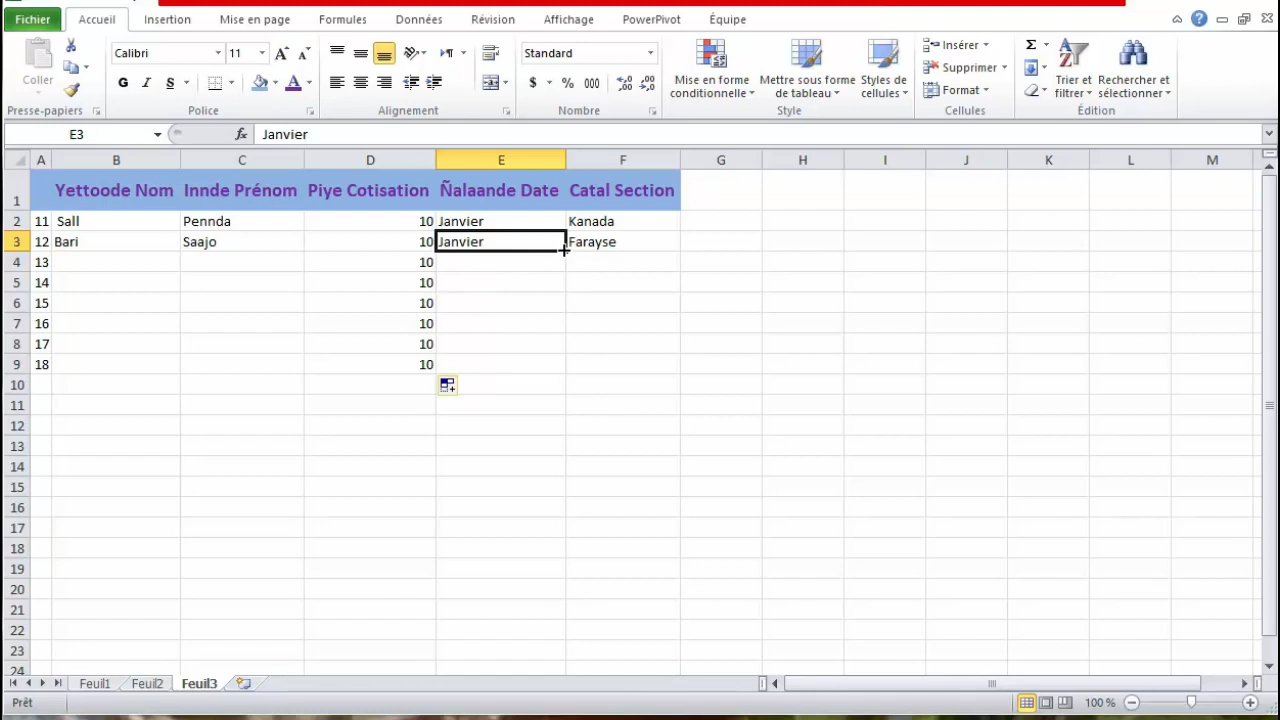 Fichier Accueil Insertion Mise en page Formules Données Révision Affichage PowerPivot Équipe
Coller
Calibri 11
Standard
$ % 000
Mise en forme conditionnelle
Mettre sous forme de tableau
Styles de cellules
Insérer
Supprimer
Format
Σ
Trier et filtrer
Rechercher et sélectionner
G I S A
Presse-papiers Police Alignement Nombre Style Cellules Édition
E3 fx Janvier
A B C D E F G H I J K L M
1 Yettoode Nom Innde Prénom Piye Cotisation Ñalaande Date Catal Section
2 11 Sall Pennda 10 Janvier Kanada
3 12 Bari Saajo 10 Janvier Farayse
4 13 10
5 14 10
6 15 10
7 16 10
8 17 10
9 18 10
10
11
12
13
14
15
16
17
18
19
20
21
22
23
24
Feuil1 Feuil2 Feuil3
Prêt 100 %